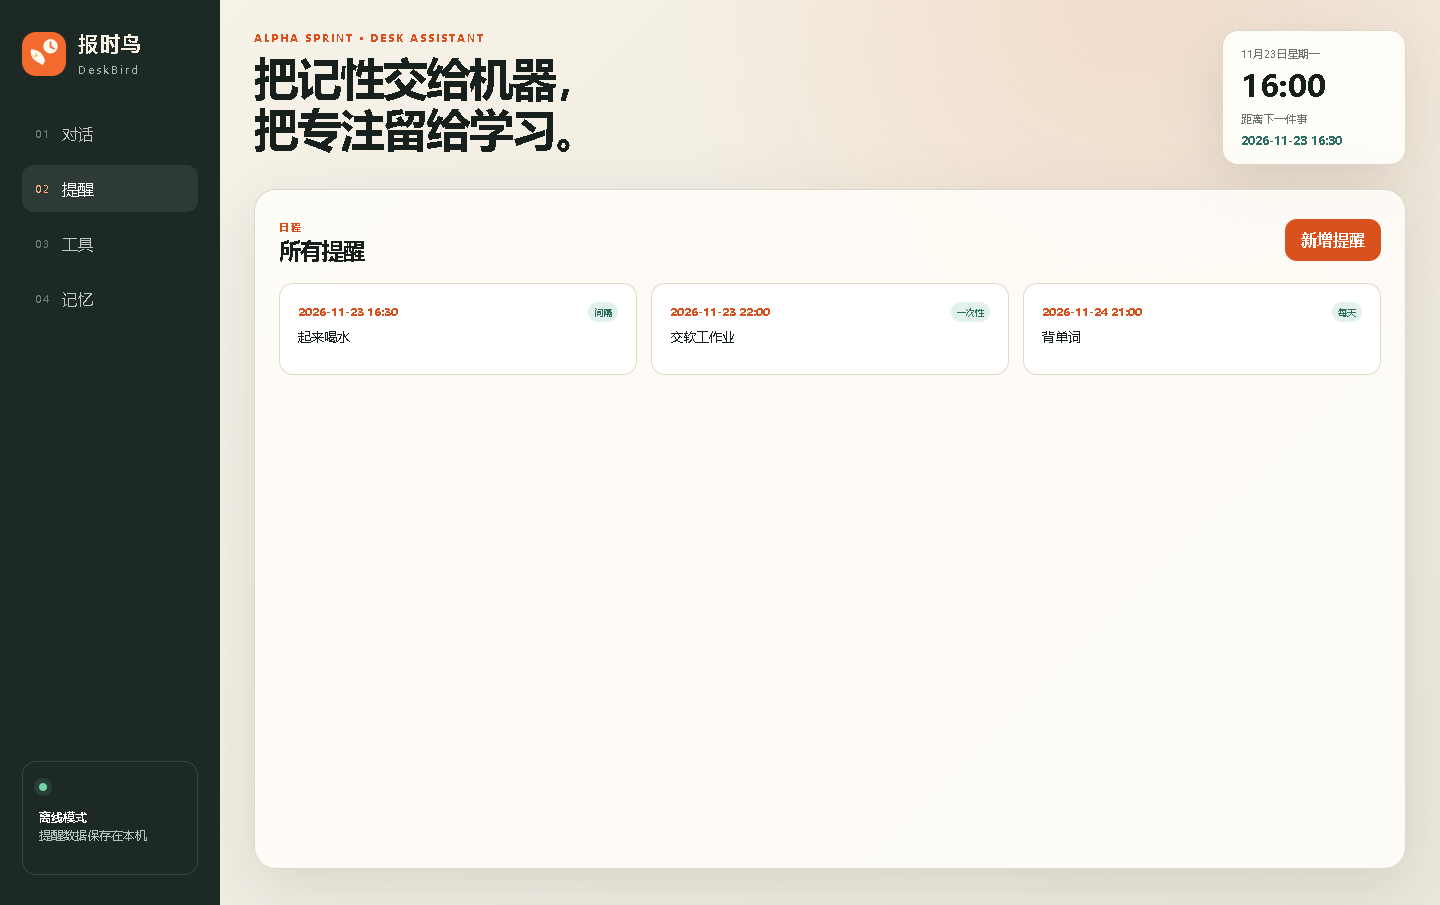 报时鸟
DeskBird
01 对话
02 提醒
03 工具
04 记忆
离线模式
提醒数据保存在本机
ALPHA SPRINT • DESK ASSISTANT
把记性交给机器，
把专注留给学习。
11月23日星期一
16:00
距离下一件事
2026-11-23 16:30
日程
所有提醒
新增提醒
2026-11-23 16:30 间隔
起来喝水
2026-11-23 22:00 一次性
交软工作业
2026-11-24 21:00 每天
背单词